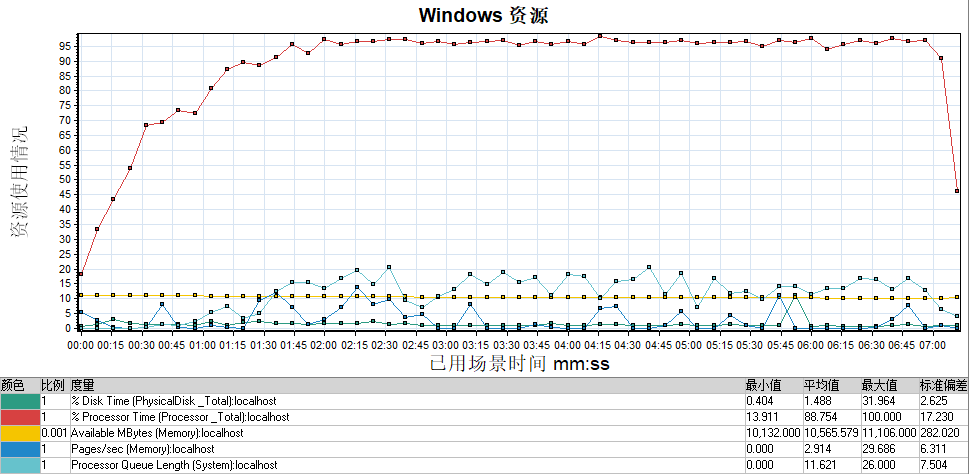 Windows 资源
95
90
85
80
75
70
65
60
55
50
45
40
35
30
25
20
15
10
5
0
资源使用情况
00:00 00:15 00:30 00:45 01:00 01:15 01:30 01:45 02:00 02:15 02:30 02:45 03:00 03:15 03:30 03:45 04:00 04:15 04:30 04:45 05:00 05:15 05:30 05:45 06:00 06:15 06:30 06:45 07:00
已用场景时间 mm:ss
颜色 比例 度量 最小值 平均值 最大值 标准偏差
1 % Disk Time (PhysicalDisk _Total):localhost 0.404 1.488 31.964 2.625
1 % Processor Time (Processor _Total):localhost 13.911 88.754 100.000 17.230
0.001 Available MBytes (Memory):localhost 10,132.000 10,565.579 11,106.000 282.020
1 Pages/sec (Memory):localhost 0.000 2.914 29.686 6.311
1 Processor Queue Length (System):localhost 0.000 11.621 26.000 7.504